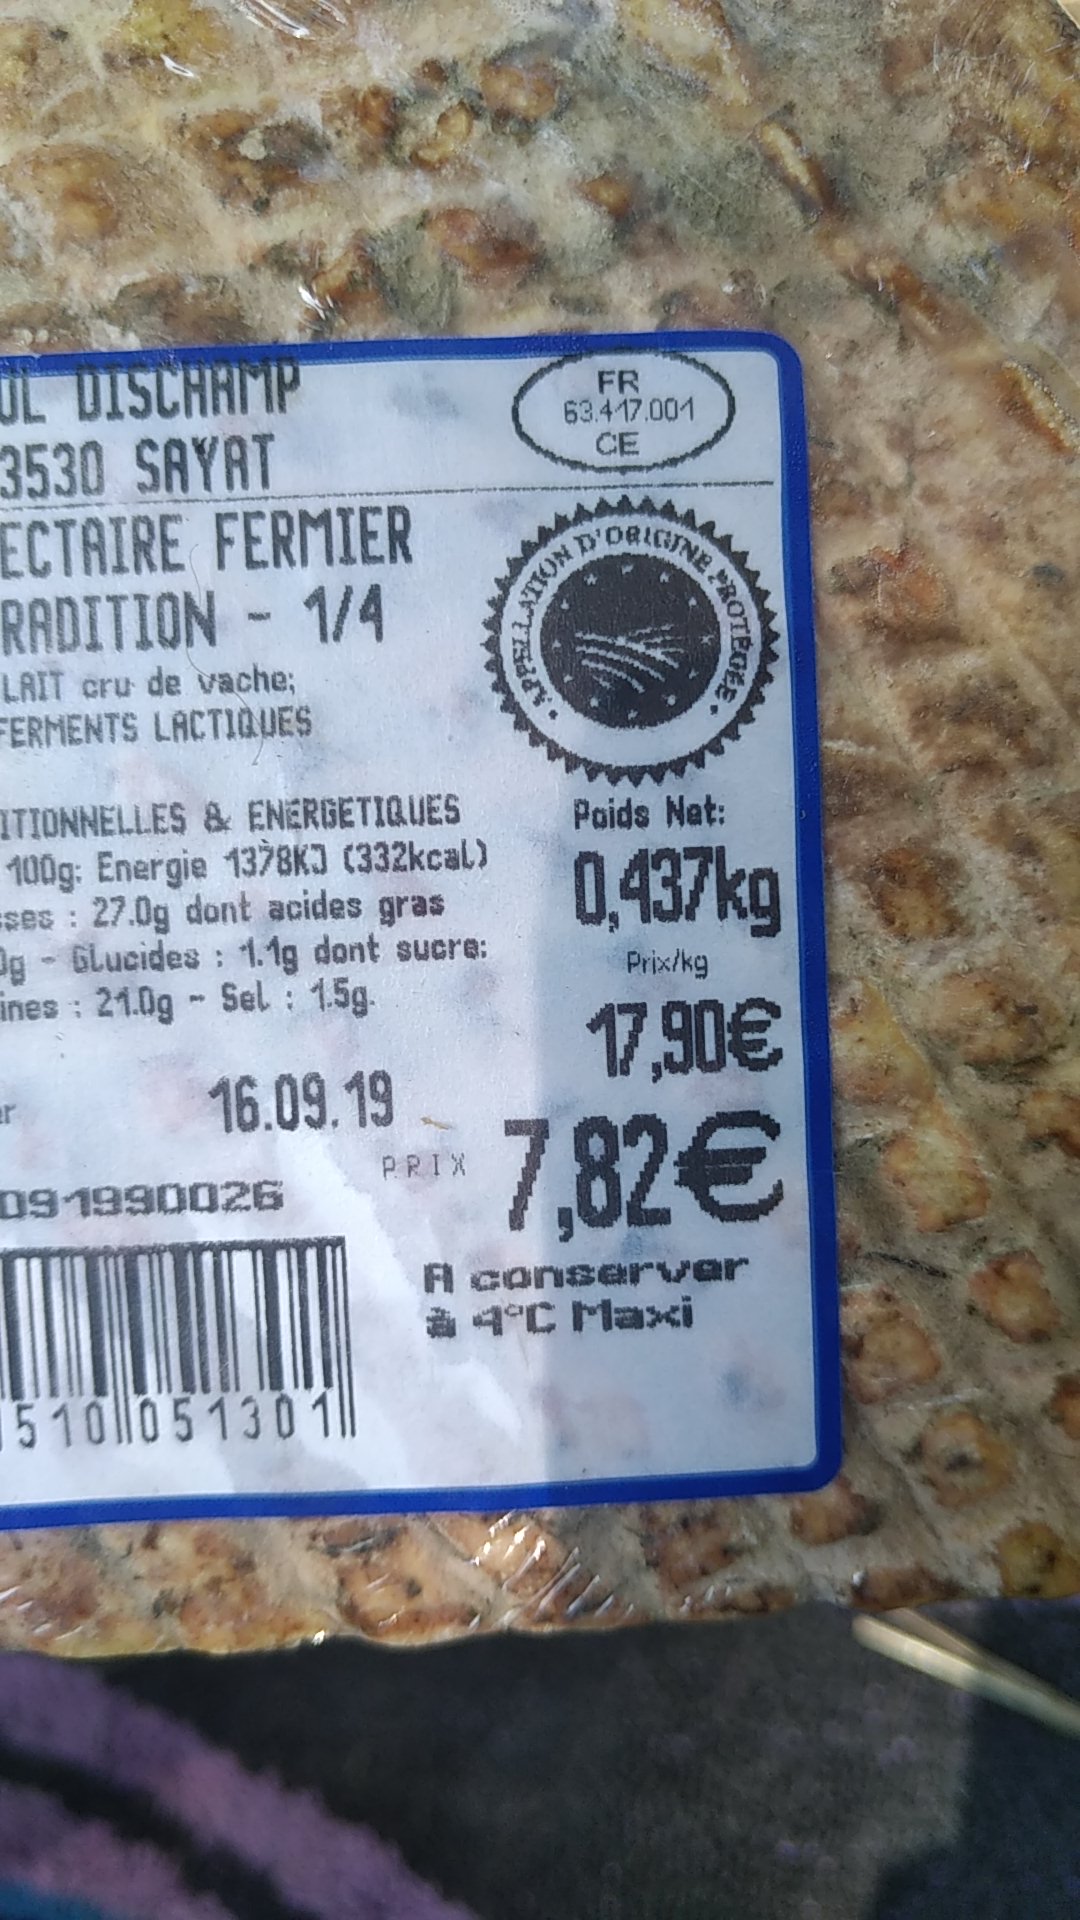 UL DISCHAMP
3530 SAYAT
FR
63.417.001
CE
ECTAIRE FERMIER
RADITION - 1/4
LAIT cru de vache;
FERMENTS LACTIQUES
APPELLATION D'ORIGINE PROTÉGÉE
ITIONNELLES & ENERGETIQUES
100g: Energie 1378KJ (332kcal)
sses : 27.0g dont acides gras
0g - Glucides : 1.1g dont sucre:
ines : 21.0g - Sel : 1.5g.
Poids Net:
0,437kg
Prix/kg
17,90€
er 16.09.19
PRIX 7,82€
091990026
A conserver
à 4°C Maxi
510 051301